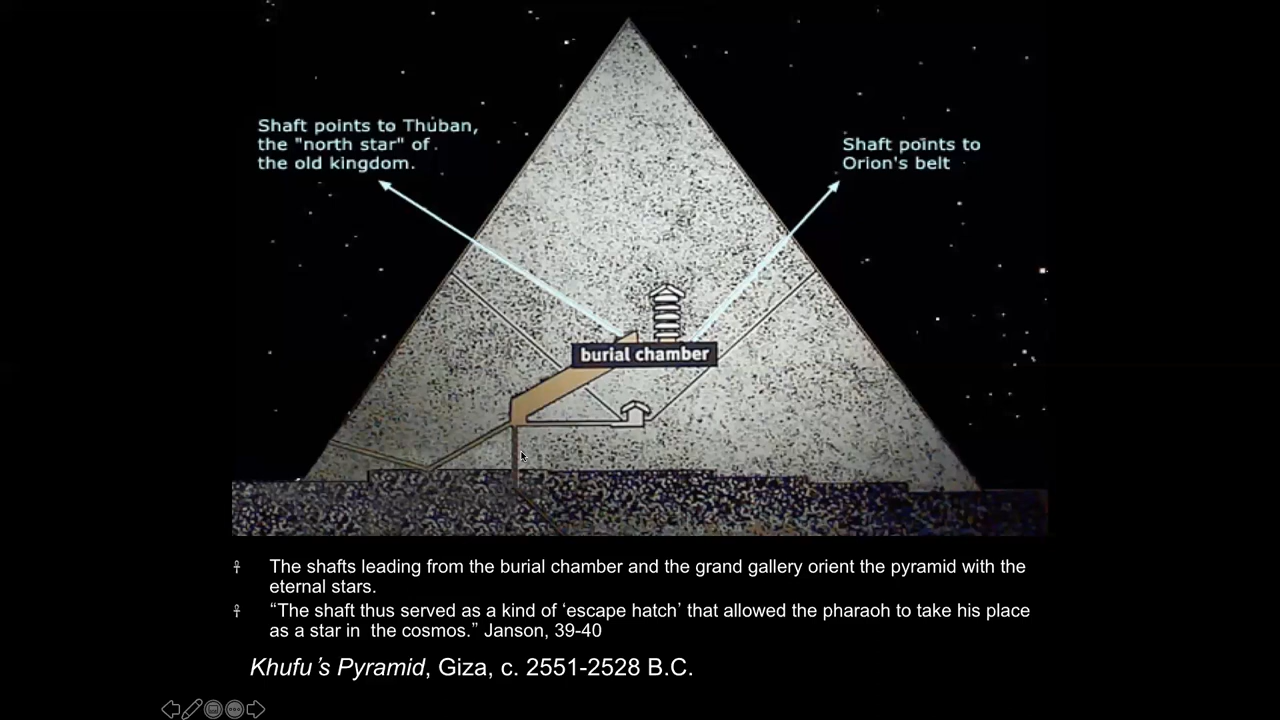 Shaft points to Thuban,
the "north star" of
the old kingdom.
Shaft points to
Orion's belt
burial chamber
The shafts leading from the burial chamber and the grand gallery orient the pyramid with the
eternal stars.
“The shaft thus served as a kind of ‘escape hatch’ that allowed the pharaoh to take his place
as a star in  the cosmos.” Janson, 39-40
Khufu’s Pyramid, Giza, c. 2551-2528 B.C.